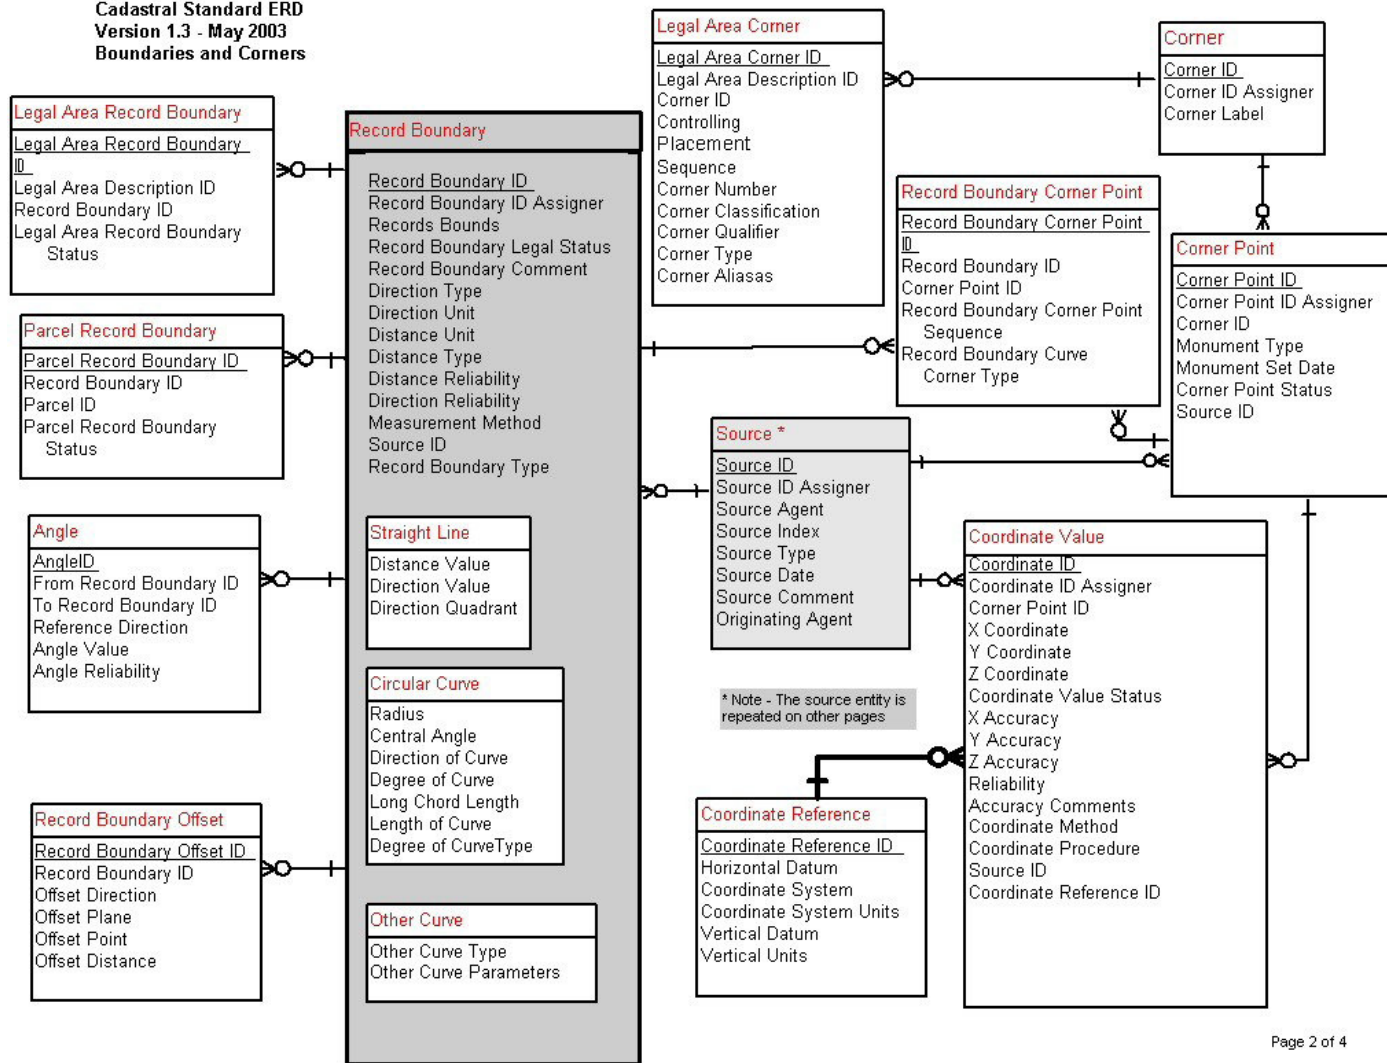 Cadastral Standard ERD
Version 1.3 - May 2003
Boundaries and Corners
Legal Area Record Boundary
Legal Area Record Boundary
ID
Legal Area Description ID
Record Boundary ID
Legal Area Record Boundary
Status
Parcel Record Boundary
Parcel Record Boundary ID
Record Boundary ID
Parcel ID
Parcel Record Boundary
Status
Angle
AngleID
From Record Boundary ID
To Record Boundary ID
Reference Direction
Angle Value
Angle Reliability
Record Boundary Offset
Record Boundary Offset ID
Record Boundary ID
Offset Direction
Offset Plane
Offset Point
Offset Distance
Record Boundary
Record Boundary ID
Record Boundary ID Assigner
Records Bounds
Record Boundary Legal Status
Record Boundary Comment
Direction Type
Direction Unit
Distance Unit
Distance Type
Distance Reliability
Direction Reliability
Measurement Method
Source ID
Record Boundary Type
Straight Line
Distance Value
Direction Value
Direction Quadrant
Circular Curve
Radius
Central Angle
Direction of Curve
Degree of Curve
Long Chord Length
Length of Curve
Degree of CurveType
Other Curve
Other Curve Type
Other Curve Parameters
Legal Area Corner
Legal Area Corner ID
Legal Area Description ID
Corner ID
Controlling
Placement
Sequence
Corner Number
Corner Classification
Corner Qualifier
Corner Type
Corner Aliasas
Corner
Corner ID
Corner ID Assigner
Corner Label
Record Boundary Corner Point
Record Boundary Corner Point
ID
Record Boundary ID
Corner Point ID
Record Boundary Corner Point
Sequence
Record Boundary Curve
Corner Type
Corner Point
Corner Point ID
Corner Point ID Assigner
Corner ID
Monument Type
Monument Set Date
Corner Point Status
Source ID
Source *
Source ID
Source ID Assigner
Source Agent
Source Index
Source Type
Source Date
Source Comment
Originating Agent
* Note - The source entity is
repeated on other pages
Coordinate Reference
Coordinate Reference ID
Horizontal Datum
Coordinate System
Coordinate System Units
Vertical Datum
Vertical Units
Coordinate Value
Coordinate ID
Coordinate ID Assigner
Corner Point ID
X Coordinate
Y Coordinate
Z Coordinate
Coordinate Value Status
X Accuracy
Y Accuracy
Z Accuracy
Reliability
Accuracy Comments
Coordinate Method
Coordinate Procedure
Source ID
Coordinate Reference ID
Page 2 of 4